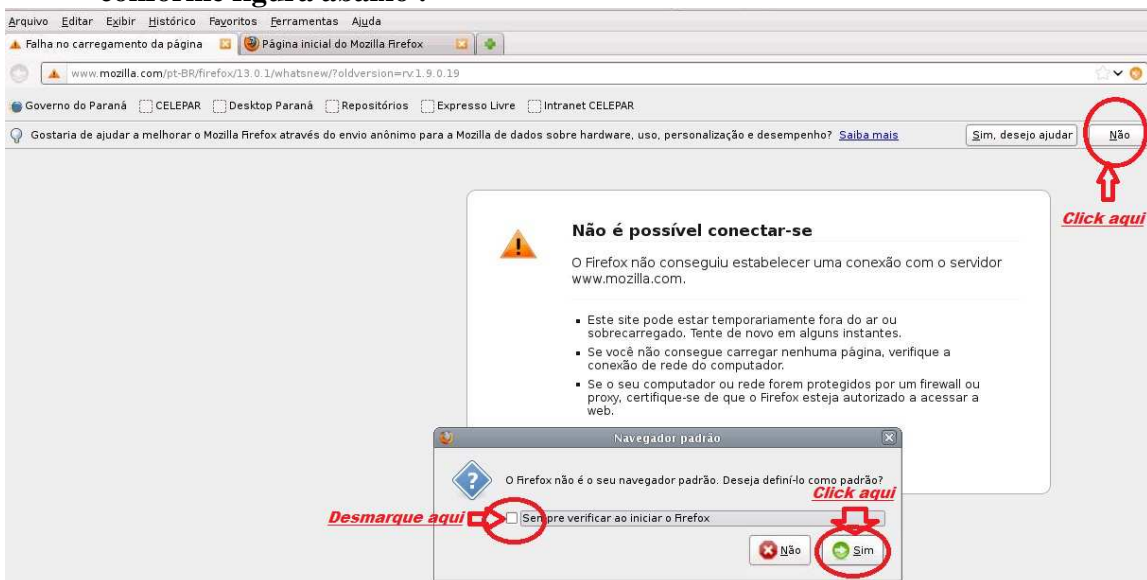 conforme figura abaixo :
Arquivo Editar Exibir Histórico Favoritos Ferramentas Ajuda
Falha no carregamento da página Página inicial do Mozilla Firefox
www.mozilla.com/pt-BR/firefox/13.0.1/whatsnew/?oldversion=rv:1.9.0.19
Governo do Paraná CELEPAR Desktop Paraná Repositórios Expresso Livre Intranet CELEPAR
Gostaria de ajudar a melhorar o Mozilla Firefox através do envio anônimo para a Mozilla de dados sobre hardware, uso, personalização e desempenho? Saiba mais Sim, desejo ajudar Não
Click aqui
Não é possível conectar-se
O Firefox não conseguiu estabelecer uma conexão com o servidor
www.mozilla.com.
▪ Este site pode estar temporariamente fora do ar ou
sobrecarregado. Tente de novo em alguns instantes.
▪ Se você não consegue carregar nenhuma página, verifique a
conexão de rede do computador.
▪ Se o seu computador ou rede forem protegidos por um firewall ou
proxy, certifique-se de que o Firefox esteja autorizado a acessar a
web.
Navegador padrão
O Firefox não é o seu navegador padrão. Deseja definí-lo como padrão?
Click aqui
Desmarque aqui Sempre verificar ao iniciar o Firefox
Não Sim